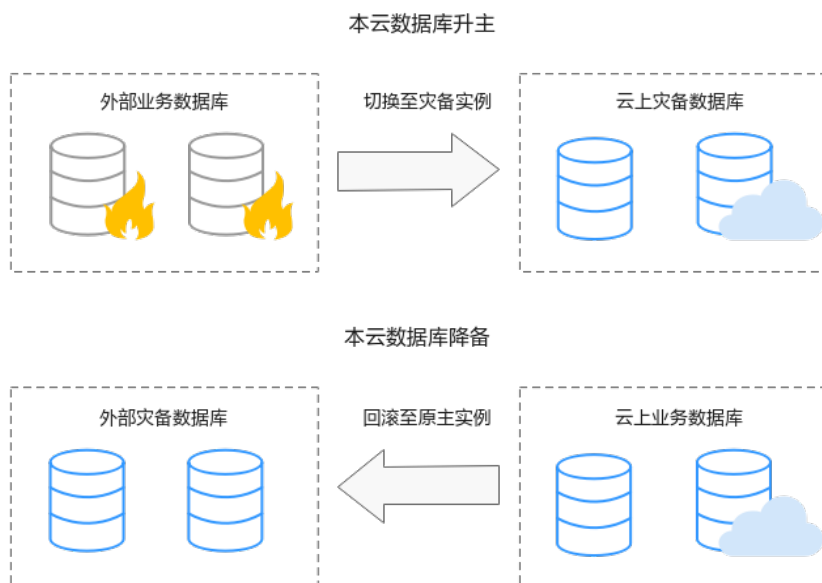 本云数据库升主
外部业务数据库
切换至灾备实例
云上灾备数据库
本云数据库降备
外部灾备数据库
回滚至原主实例
云上业务数据库